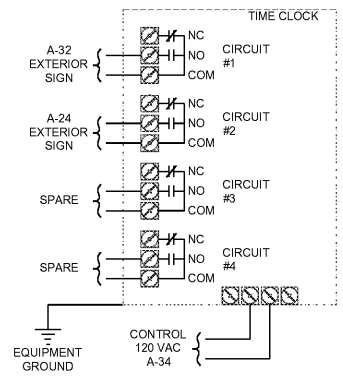 TIME CLOCK
NC
A-32
EXTERIOR
SIGN
NO
COM
CIRCUIT
#1
NC
A-24
EXTERIOR
SIGN
NO
COM
CIRCUIT
#2
NC
SPARE
NO
COM
CIRCUIT
#3
NC
SPARE
NO
COM
CIRCUIT
#4
EQUIPMENT
GROUND
CONTROL
120 VAC
A-34